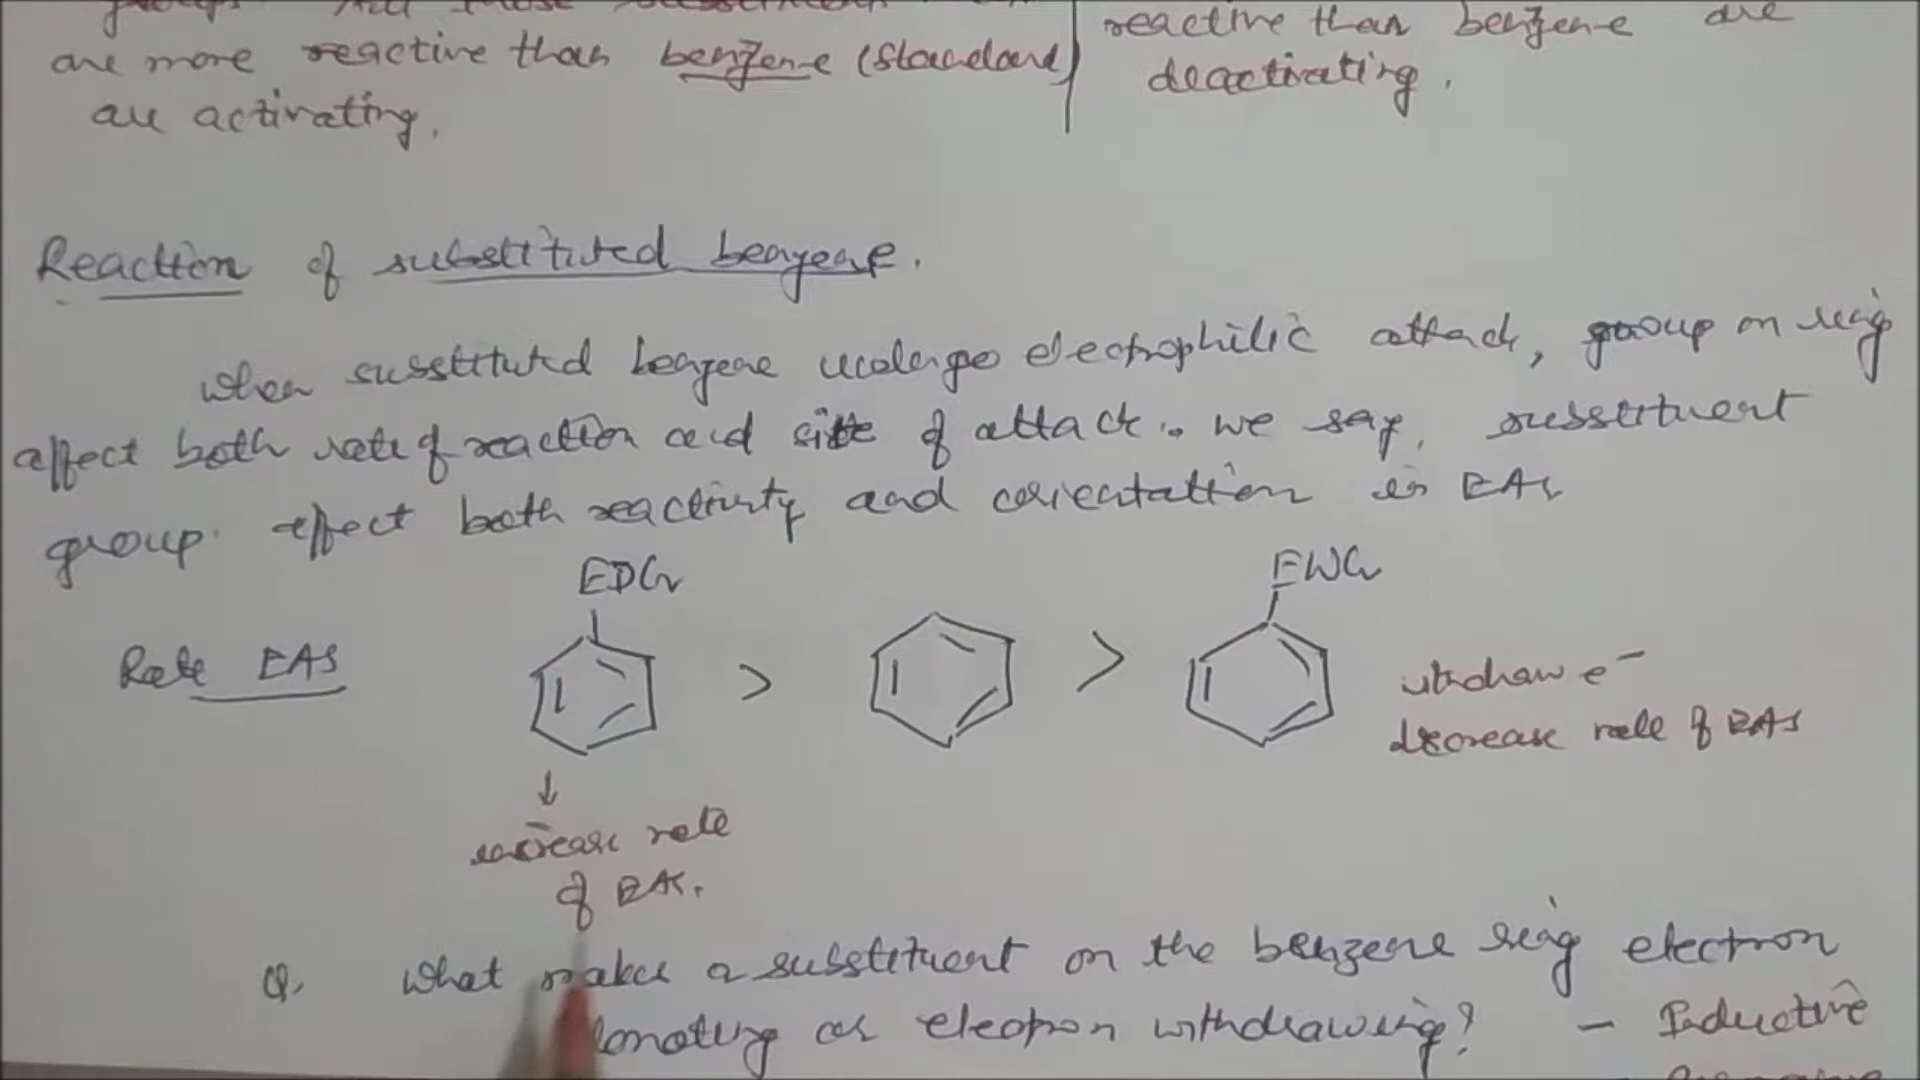 are more reactive than benzene (Standard)
are activating.
reactive than benzene are
deactivating.
Reaction of substituted benzene.
When substituted benzene undergo electrophilic attack, group on ring
affect both rate of reaction and site of attack. we say, substituent
group effect both reactivity and orientation in EAS
EDG
EWG
Rate EAS > >
withdraw e⁻
decrease rate of EAS
↓
increase rate
of EAS.
Q. What makes a substituent on the benzene ring electron
donating or electron withdrawing? - Inductive